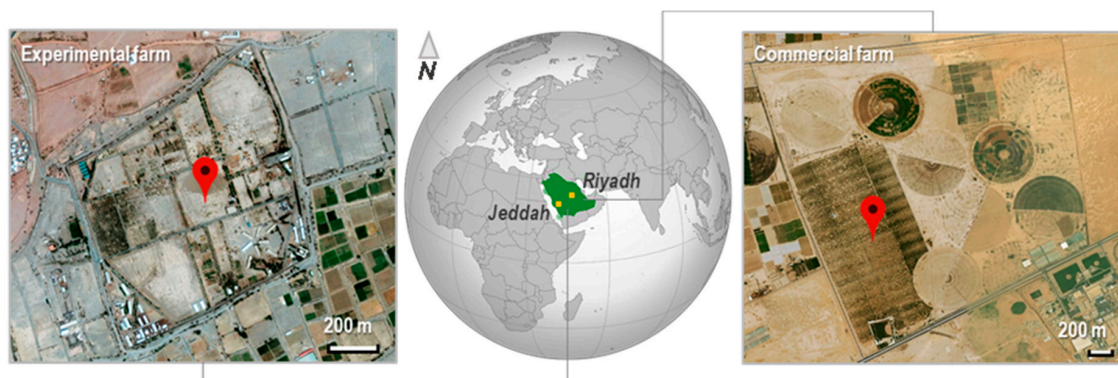 Experimental farm
200 m
N
Riyadh
Jeddah
Commercial farm
200 m